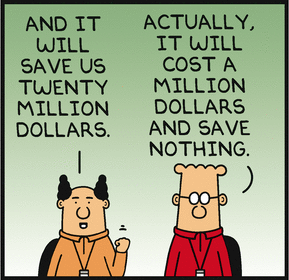 AND IT
WILL
SAVE US
TWENTY
MILLION
DOLLARS.
ACTUALLY,
IT WILL
COST A
MILLION
DOLLARS
AND SAVE
NOTHING.